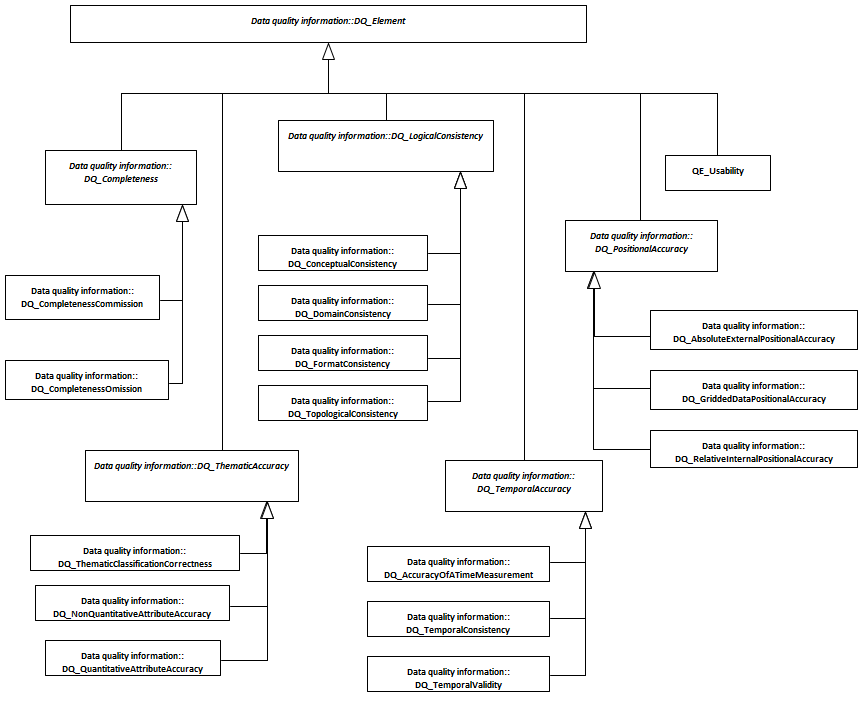 Data quality information::DQ_Element
Data quality information::DQ_LogicalConsistency
Data quality information::
DQ_Completeness
QE_Usability
Data quality information::
DQ_PositionalAccuracy
Data quality information::
DQ_ConceptualConsistency
Data quality information::
DQ_CompletenessCommission
Data quality information::
DQ_DomainConsistency
Data quality information::
DQ_AbsoluteExternalPositionalAccuracy
Data quality information::
DQ_FormatConsistency
Data quality information::
DQ_CompletenessOmission
Data quality information::
DQ_GriddedDataPositionalAccuracy
Data quality information::
DQ_TopologicalConsistency
Data quality information::
DQ_RelativeInternalPositionalAccuracy
Data quality information::DQ_ThematicAccuracy
Data quality information::
DQ_TemporalAccuracy
Data quality information::
DQ_ThematicClassificationCorrectness
Data quality information::
DQ_AccuracyOfATimeMeasurement
Data quality information::
DQ_NonQuantitativeAttributeAccuracy
Data quality information::
DQ_TemporalConsistency
Data quality information::
DQ_QuantitativeAttributeAccuracy
Data quality information::
DQ_TemporalValidity